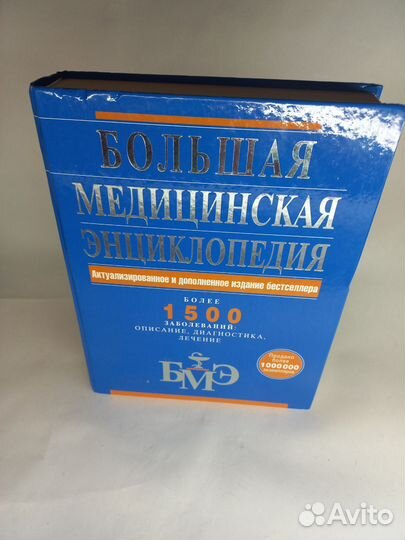 БОЛЬШАЯ
МЕДИЦИНСКАЯ
ЭНЦИКЛОПЕДИЯ
Актуализированное и дополненное издание бестселлера
БОЛЕЕ
1500
ЗАБОЛЕВАНИЙ:
ОПИСАНИЕ, ДИАГНОСТИКА,
ЛЕЧЕНИЕ
Продано
более
1 000 000
экземпляров
БМЭ
Avito